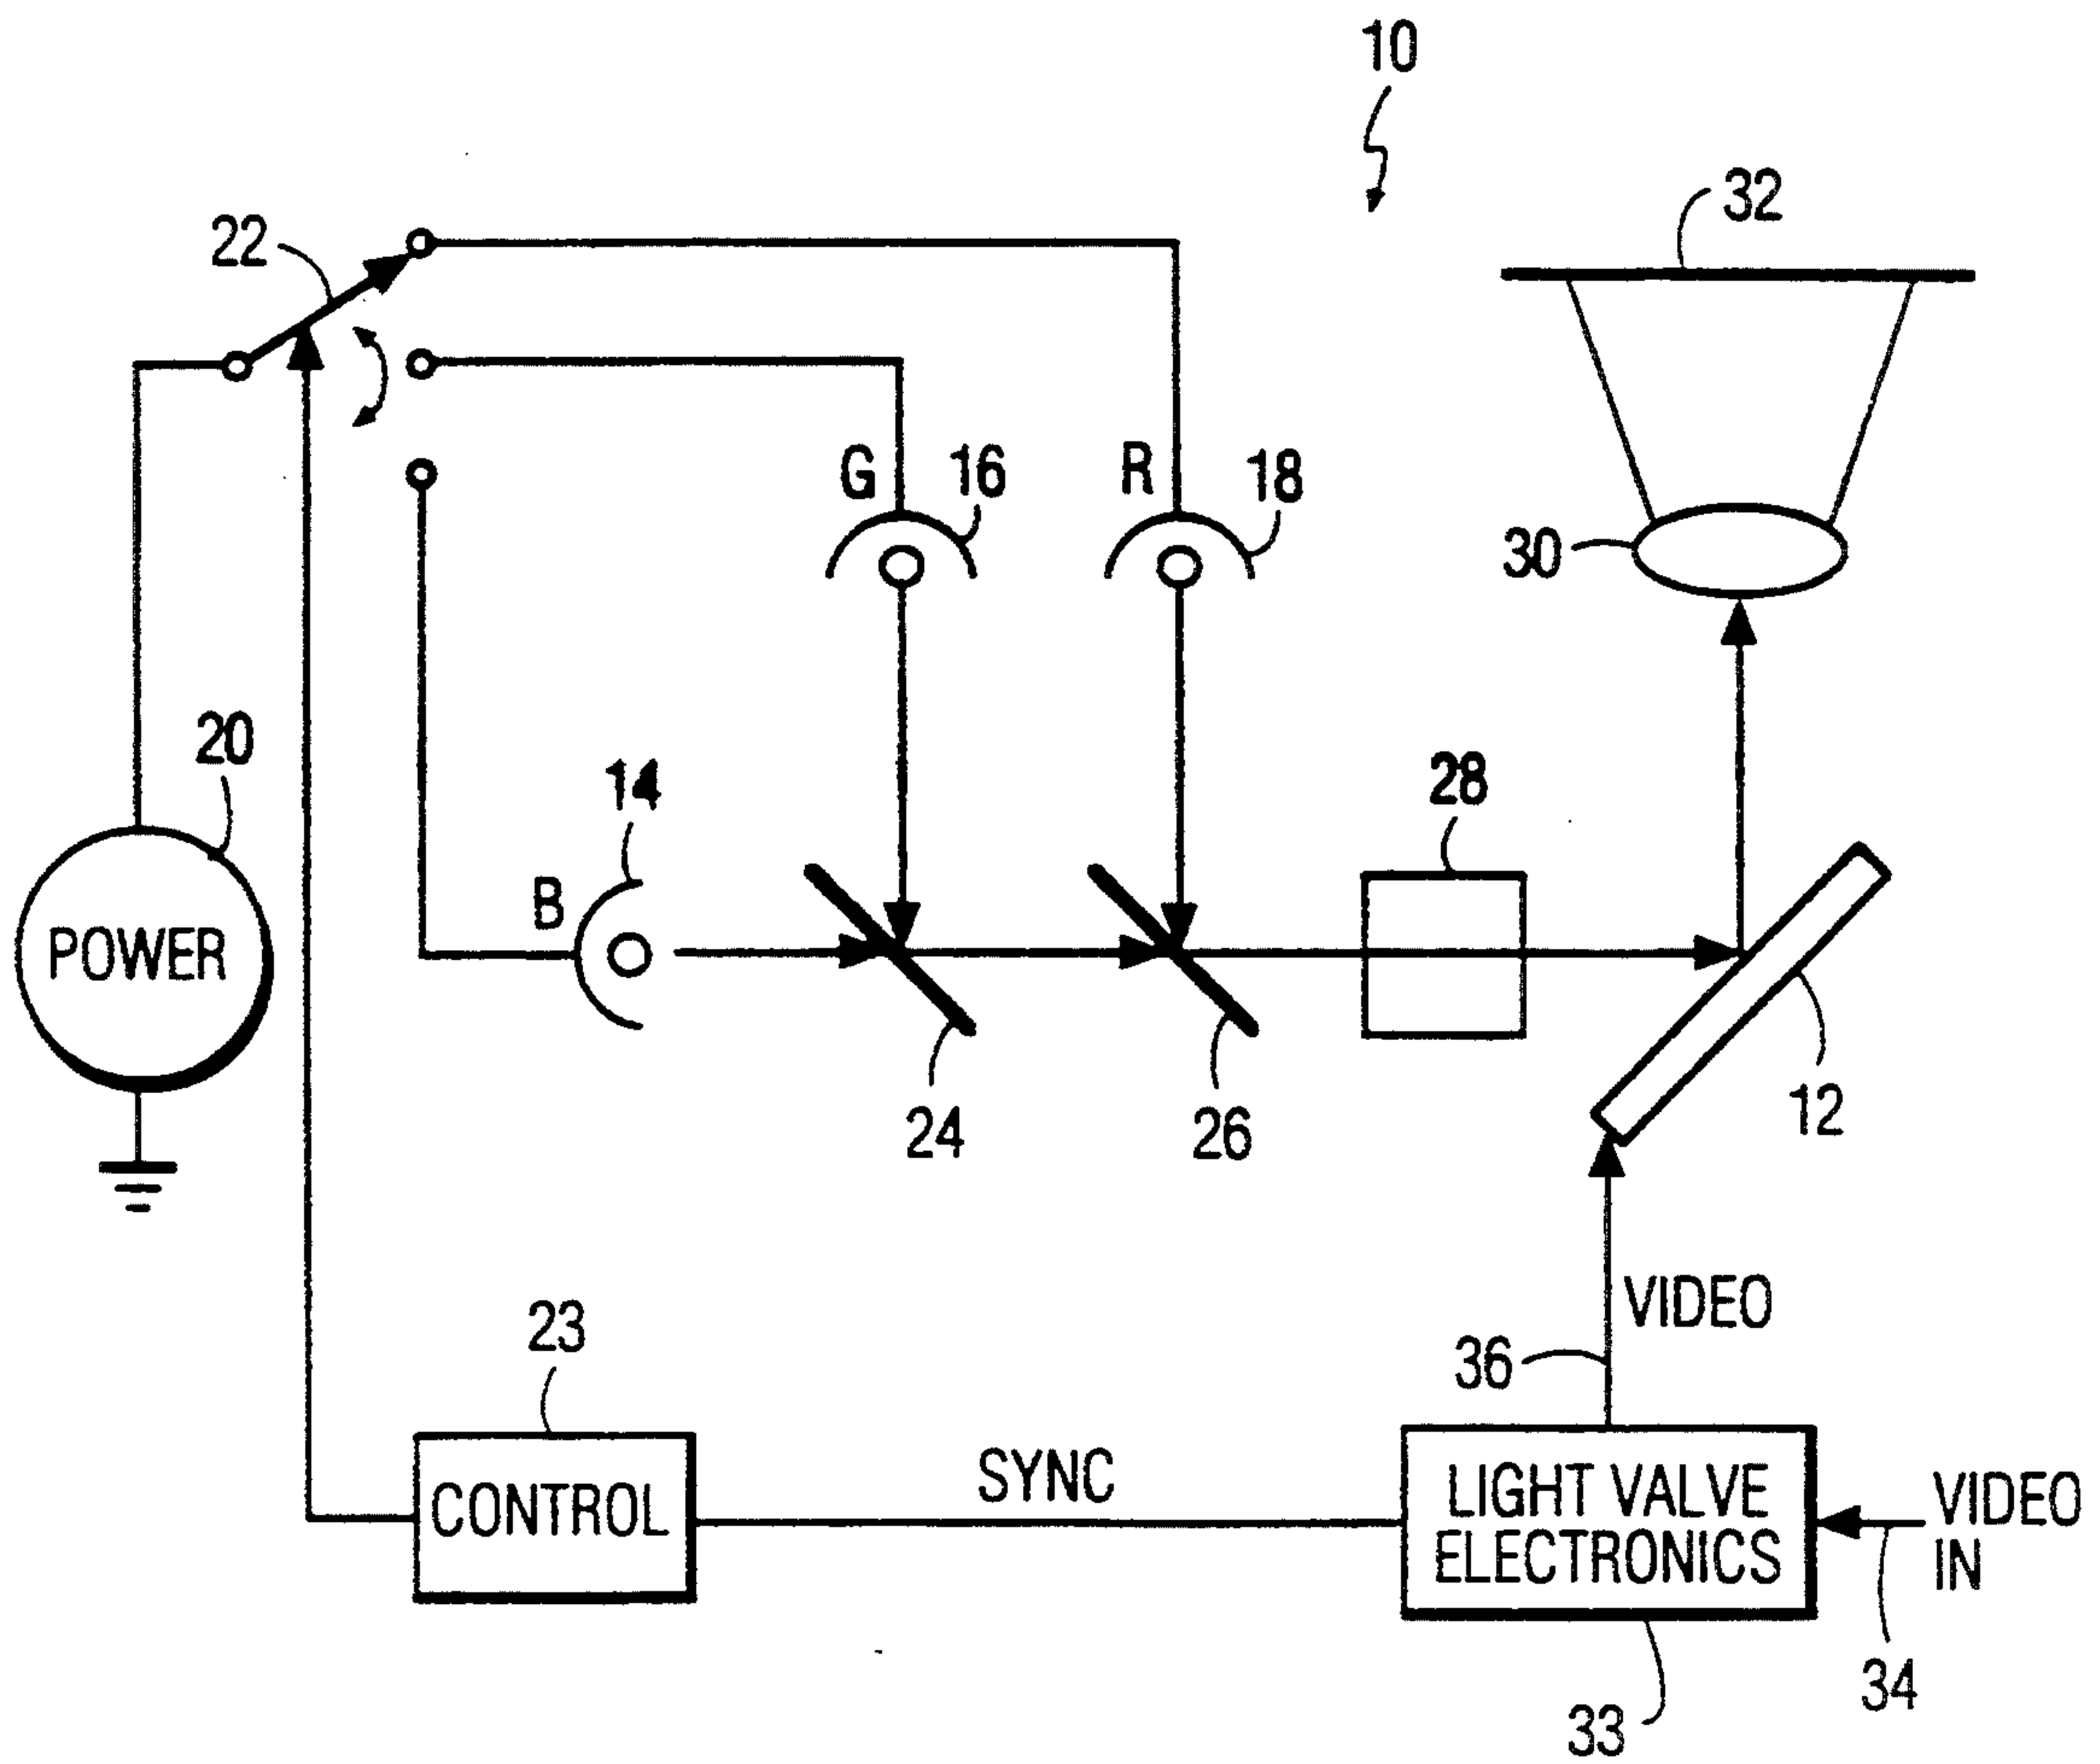 10
32
22
G
16
R
18
30
20
14
28
B
POWER
24
26
12
VIDEO
36
23
CONTROL
SYNC
LIGHT VALVE
ELECTRONICS
VIDEO
IN
34
33